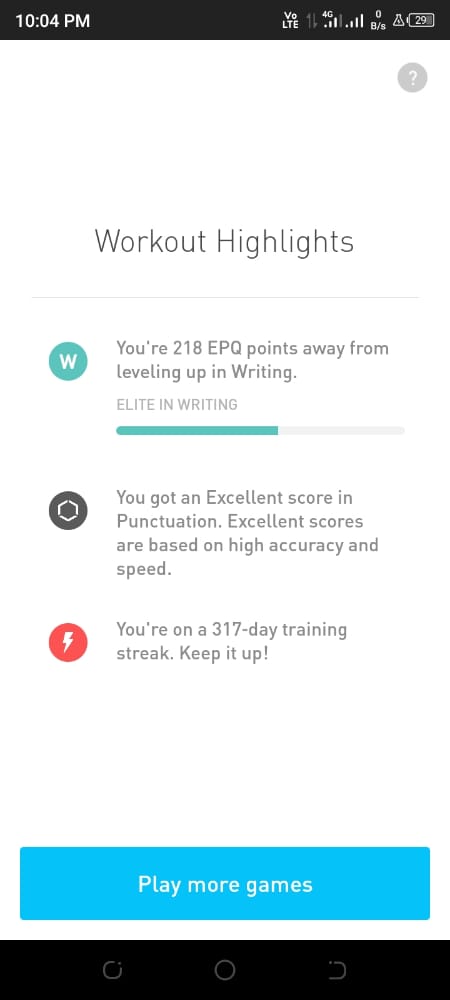 10:04 PM
Vo
LTE
4G
0
B/s
29
?
Workout Highlights
W
You're 218 EPQ points away from
leveling up in Writing.
ELITE IN WRITING
You got an Excellent score in
Punctuation. Excellent scores
are based on high accuracy and
speed.
You're on a 317-day training
streak. Keep it up!
Play more games